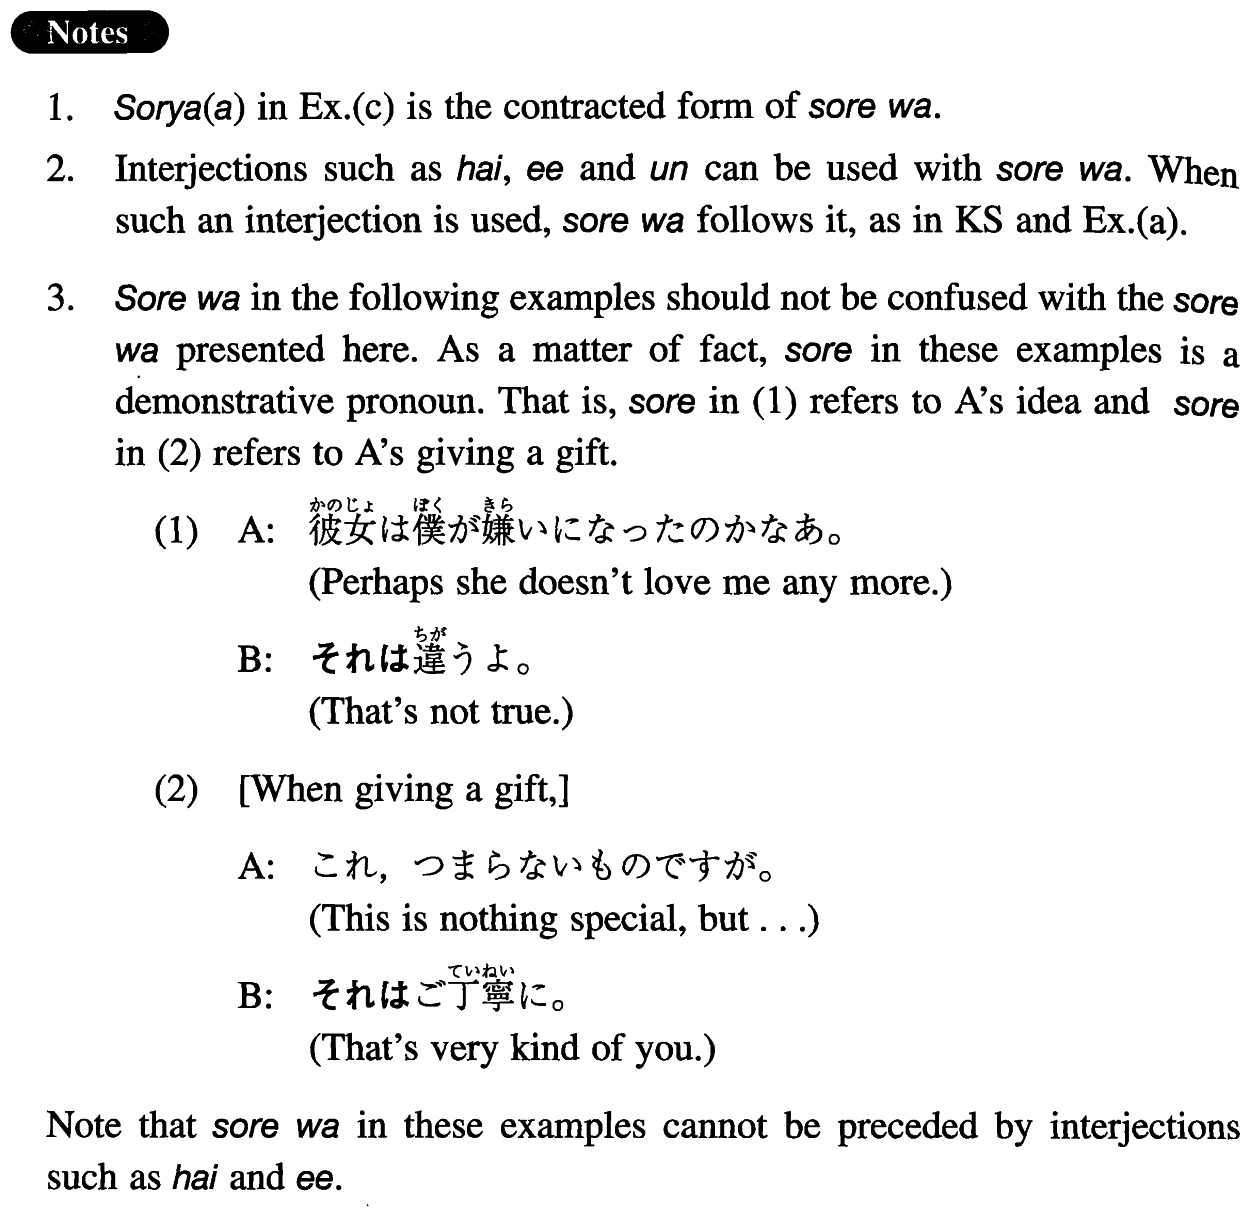 Notes
1. Sorya(a) in Ex.(c) is the contracted form of sore wa.
2. Interjections such as hai, ee and un can be used with sore wa. When
such an interjection is used, sore wa follows it, as in KS and Ex.(a).
3. Sore wa in the following examples should not be confused with the sore
wa presented here. As a matter of fact, sore in these examples is a
demonstrative pronoun. That is, sore in (1) refers to A's idea and sore
in (2) refers to A's giving a gift.
かのじょ ぼく きら
(1) A: 彼女は僕が嫌いになったのかなあ。
(Perhaps she doesn't love me any more.)
ちが
B: それは違うよ。
(That's not true.)
(2) [When giving a gift,]
A: これ,つまらないものですが。
(This is nothing special, but . . .)
ていねい
B: それはご丁寧に。
(That's very kind of you.)
Note that sore wa in these examples cannot be preceded by interjections
such as hai and ee.